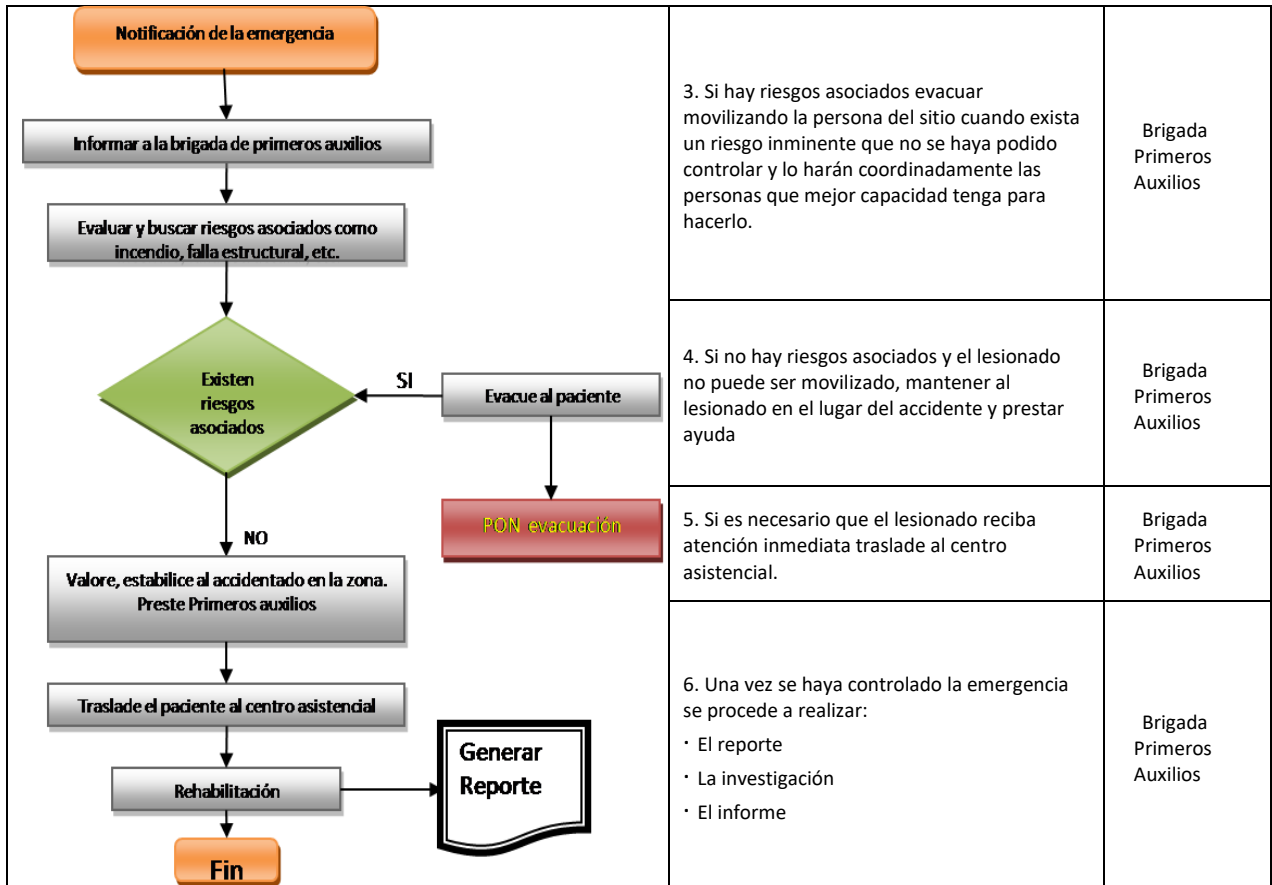 Notificación de la emergencia
Informar a la brigada de primeros auxilios
Evaluar y buscar riesgos asociados como
incendio, falla estructural, etc.
Existen
riesgos
asociados
SI
Evacue al paciente
PON evacuación
NO
Valore, estabilice al accidentado en la zona.
Preste Primeros auxilios
Traslade el paciente al centro asistencial
Rehabilitación
Generar
Reporte
Fin
3. Si hay riesgos asociados evacuar
movilizando la persona del sitio cuando exista
un riesgo inminente que no se haya podido
controlar y lo harán coordinadamente las
personas que mejor capacidad tenga para
hacerlo.
Brigada
Primeros
Auxilios
4. Si no hay riesgos asociados y el lesionado
no puede ser movilizado, mantener al
lesionado en el lugar del accidente y prestar
ayuda
Brigada
Primeros
Auxilios
5. Si es necesario que el lesionado reciba
atención inmediata traslade al centro
asistencial.
Brigada
Primeros
Auxilios
6. Una vez se haya controlado la emergencia
se procede a realizar:
· El reporte
· La investigación
· El informe
Brigada
Primeros
Auxilios